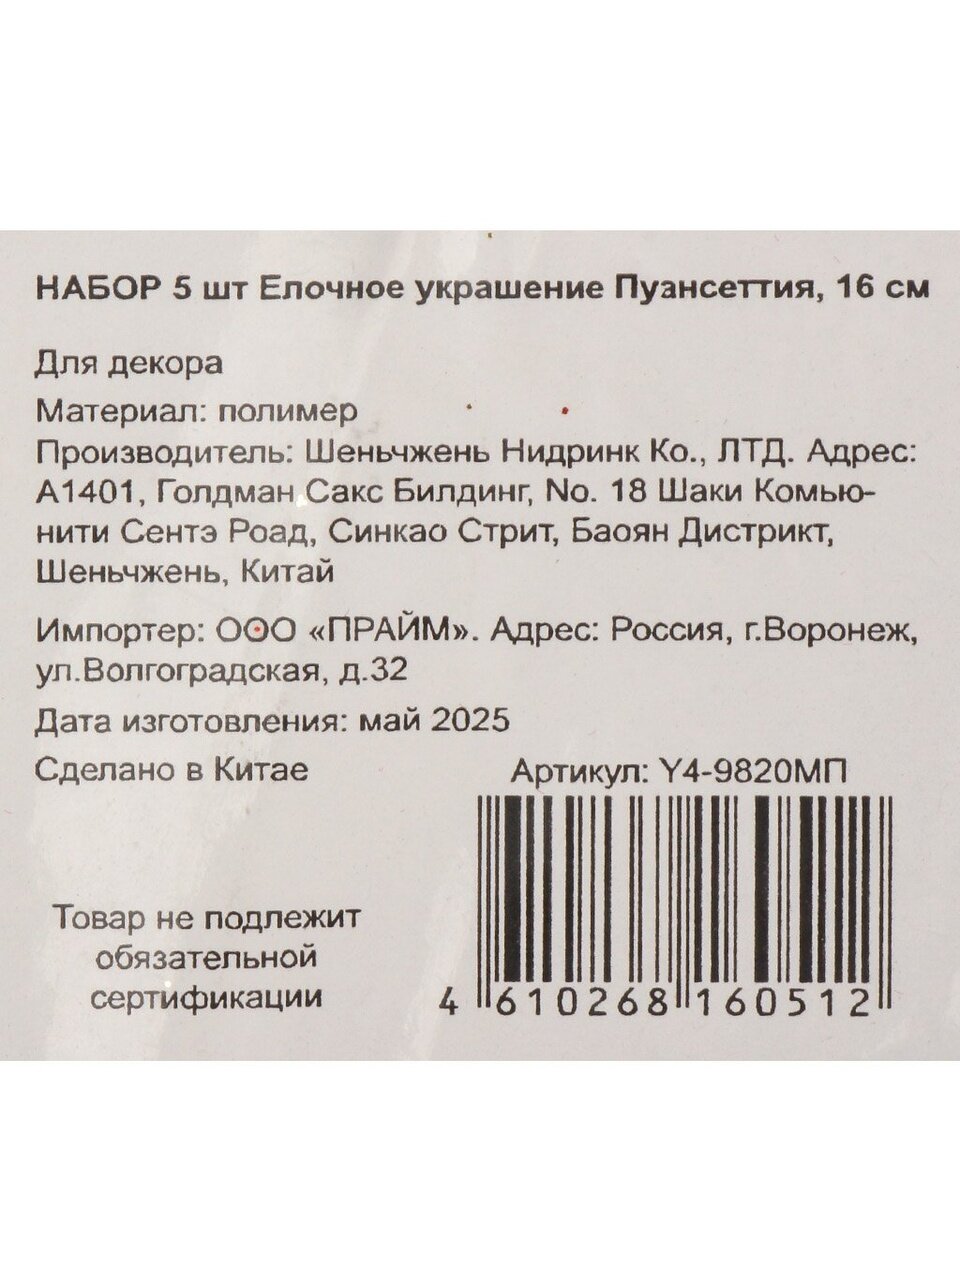 НАБОР 5 шт Елочное украшение Пуансеттия, 16 см
Для декора
Материал: полимер
Производитель: Шеньчжень Нидринк Ко., ЛТД. Адрес:
А1401, Голдман Сакс Билдинг, No. 18 Шаки Комью-
нити Сентэ Роад, Синкао Стрит, Баоян Дистрикт,
Шеньчжень, Китай
Импортер: ООО «ПРАЙМ». Адрес: Россия, г.Воронеж,
ул.Волгоградская, д.32
Дата изготовления: май 2025
Сделано в Китае
Артикул: Y4-9820МП
Товар не подлежит
обязательной
сертификации
4 610268 160512